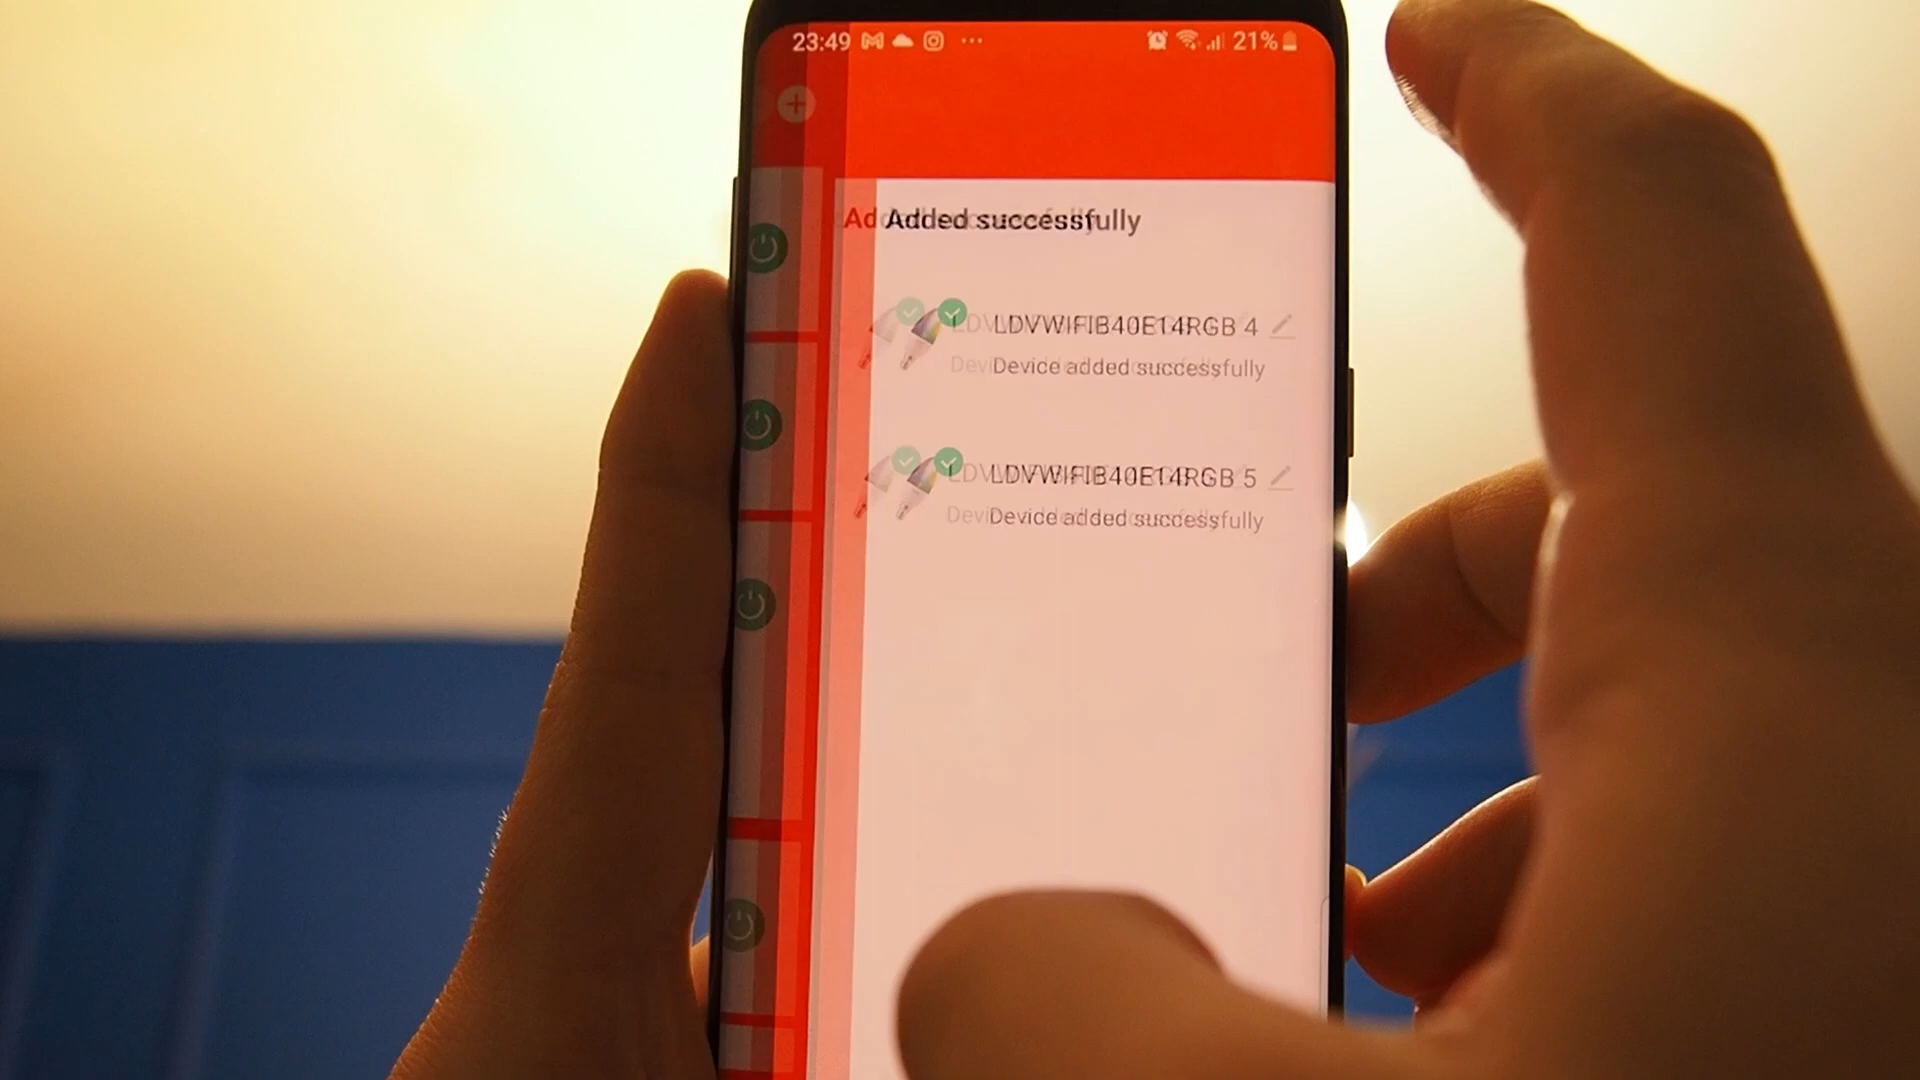 23:49 21%
Added successfully
LDVWIFIB40E14RGB 4
Device added successfully
LDVWIFIB40E14RGB 5
Device added successfully